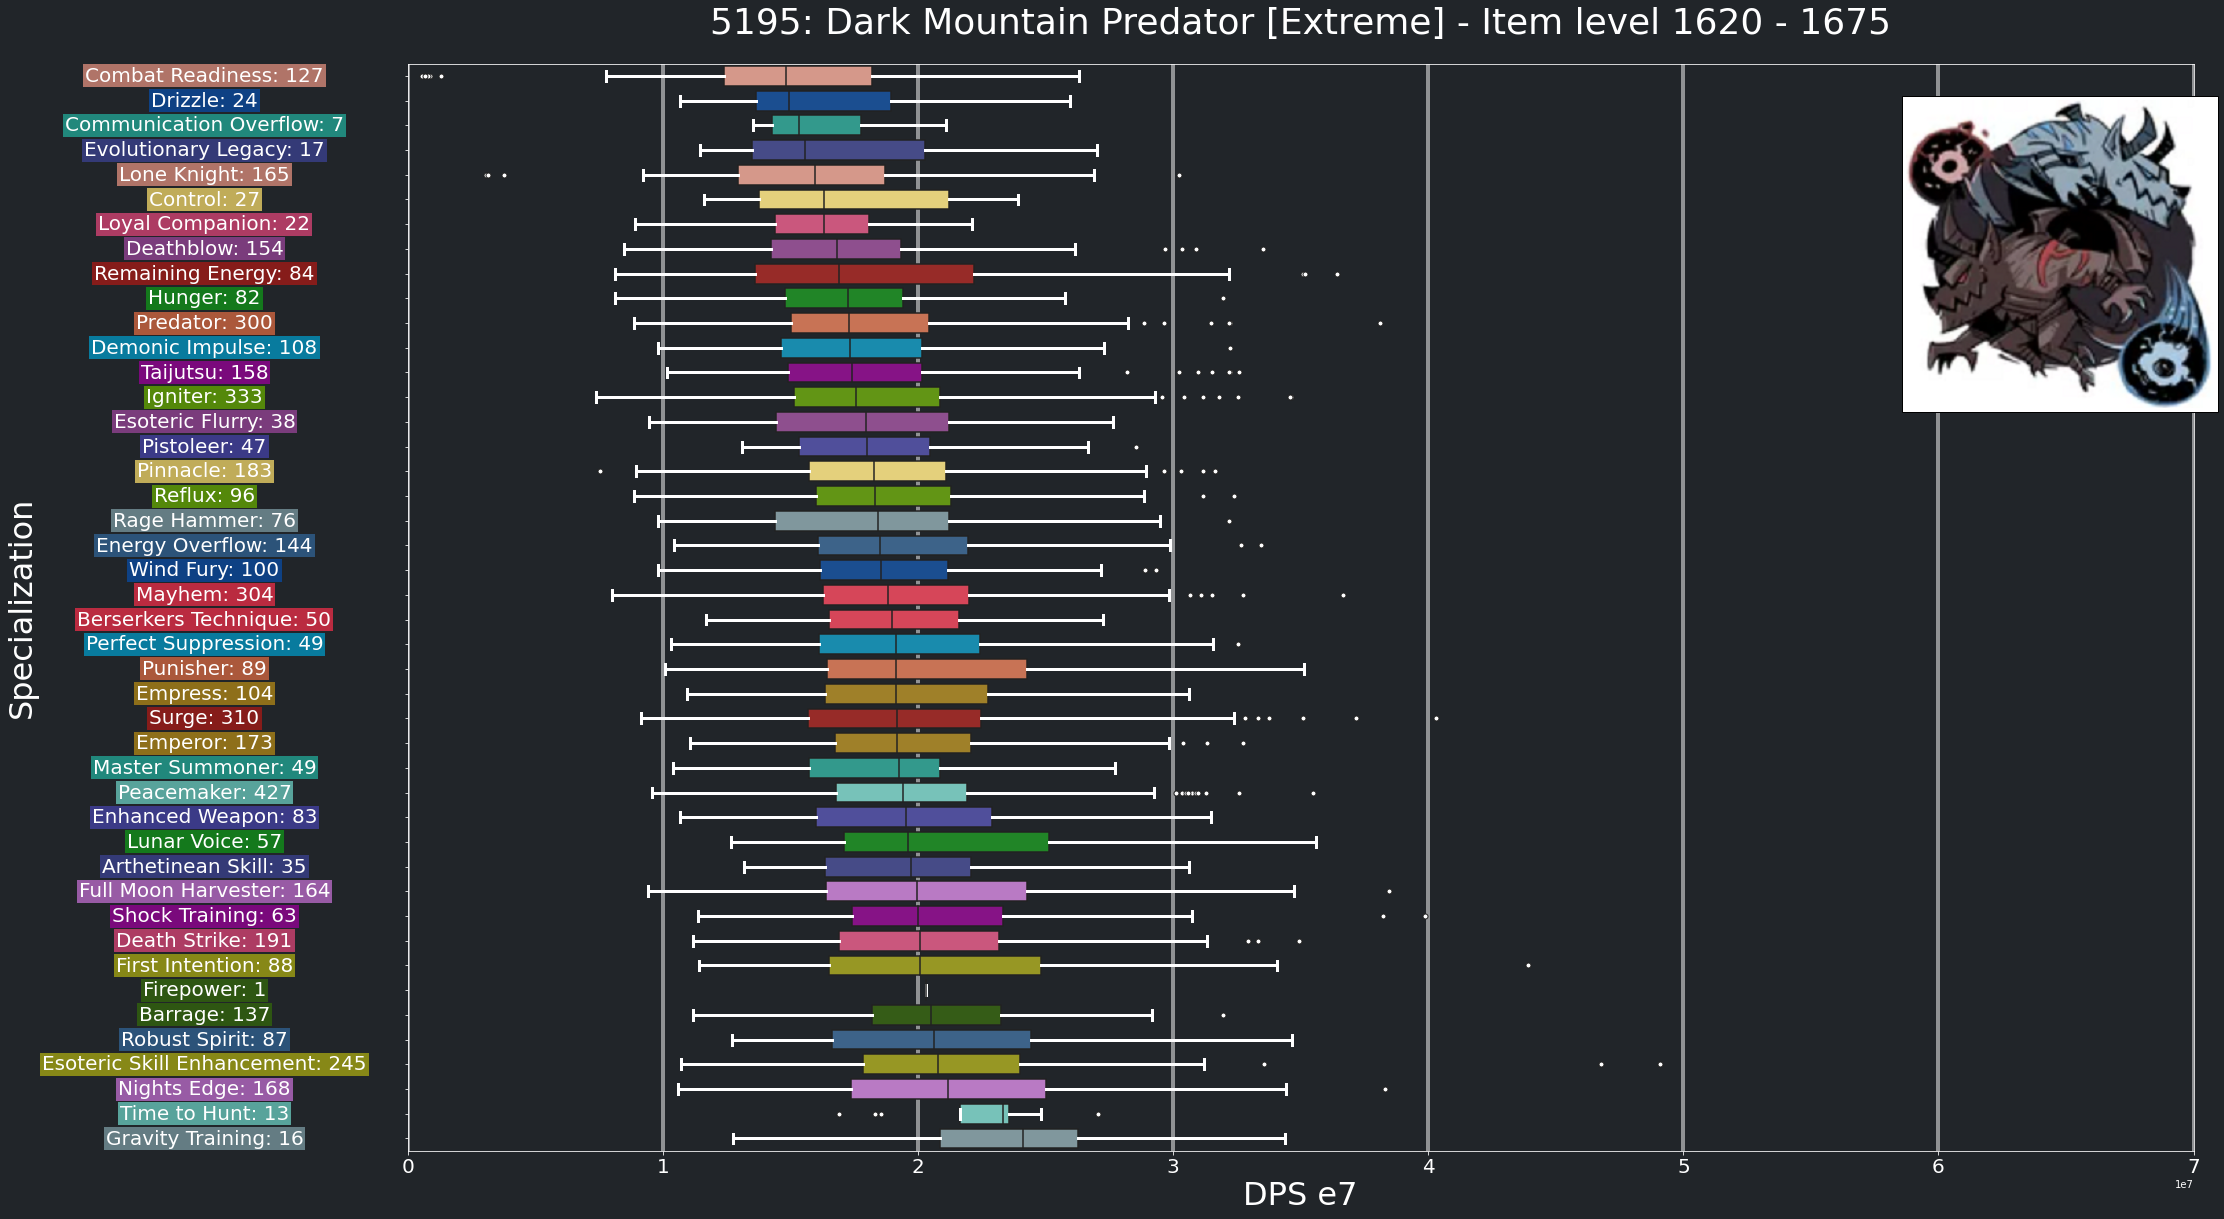 5195: Dark Mountain Predator [Extreme] - Item level 1620 - 1675
Specialization
Combat Readiness: 127
Drizzle: 24
Communication Overflow: 7
Evolutionary Legacy: 17
Lone Knight: 165
Control: 27
Loyal Companion: 22
Deathblow: 154
Remaining Energy: 84
Hunger: 82
Predator: 300
Demonic Impulse: 108
Taijutsu: 158
Igniter: 333
Esoteric Flurry: 38
Pistoleer: 47
Pinnacle: 183
Reflux: 96
Rage Hammer: 76
Energy Overflow: 144
Wind Fury: 100
Mayhem: 304
Berserkers Technique: 50
Perfect Suppression: 49
Punisher: 89
Empress: 104
Surge: 310
Emperor: 173
Master Summoner: 49
Peacemaker: 427
Enhanced Weapon: 83
Lunar Voice: 57
Arthetinean Skill: 35
Full Moon Harvester: 164
Shock Training: 63
Death Strike: 191
First Intention: 88
Firepower: 1
Barrage: 137
Robust Spirit: 87
Esoteric Skill Enhancement: 245
Nights Edge: 168
Time to Hunt: 13
Gravity Training: 16
0 1 2 3 4 5 6 7
1e7
DPS e7